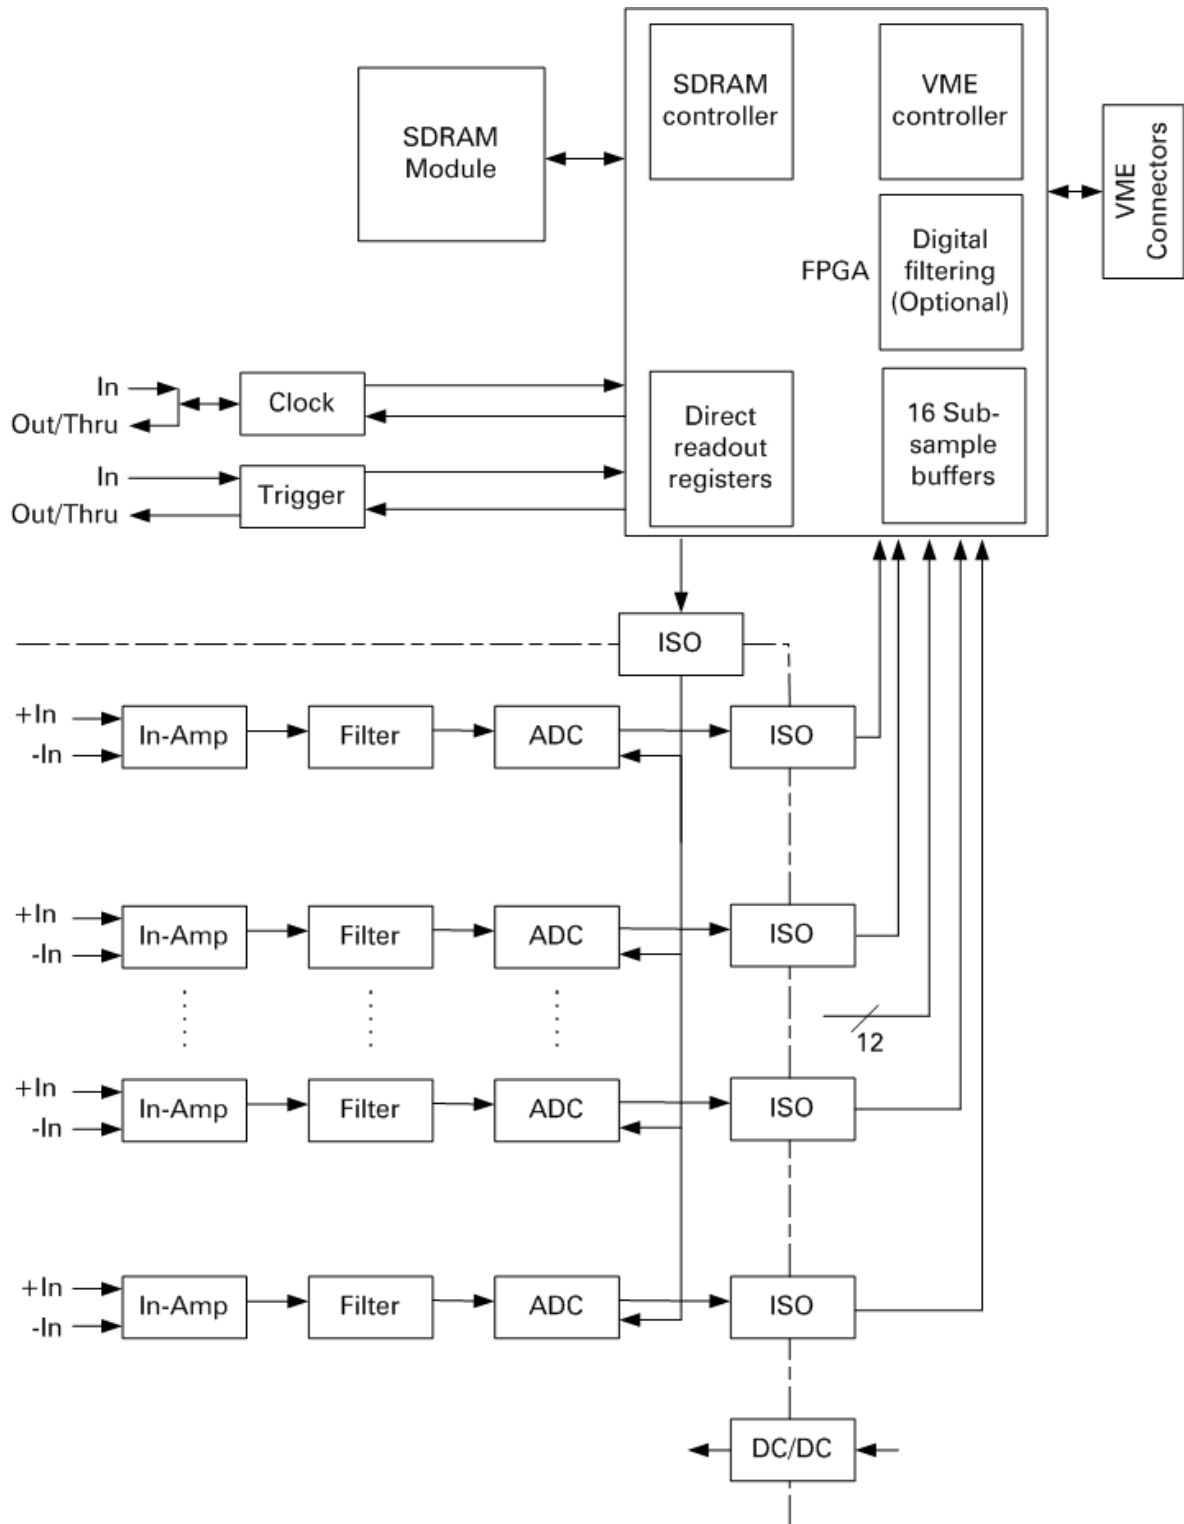 SDRAM
Module
SDRAM
controller
VME
controller
VME
Connectors
FPGA
Digital
filtering
(Optional)
In
Out/Thru
Clock
In
Out/Thru
Trigger
Direct
readout
registers
16 Sub-
sample
buffers
ISO
+In
-In
In-Amp
Filter
ADC
ISO
+In
-In
In-Amp
Filter
ADC
ISO
12
+In
-In
In-Amp
Filter
ADC
ISO
+In
-In
In-Amp
Filter
ADC
ISO
DC/DC